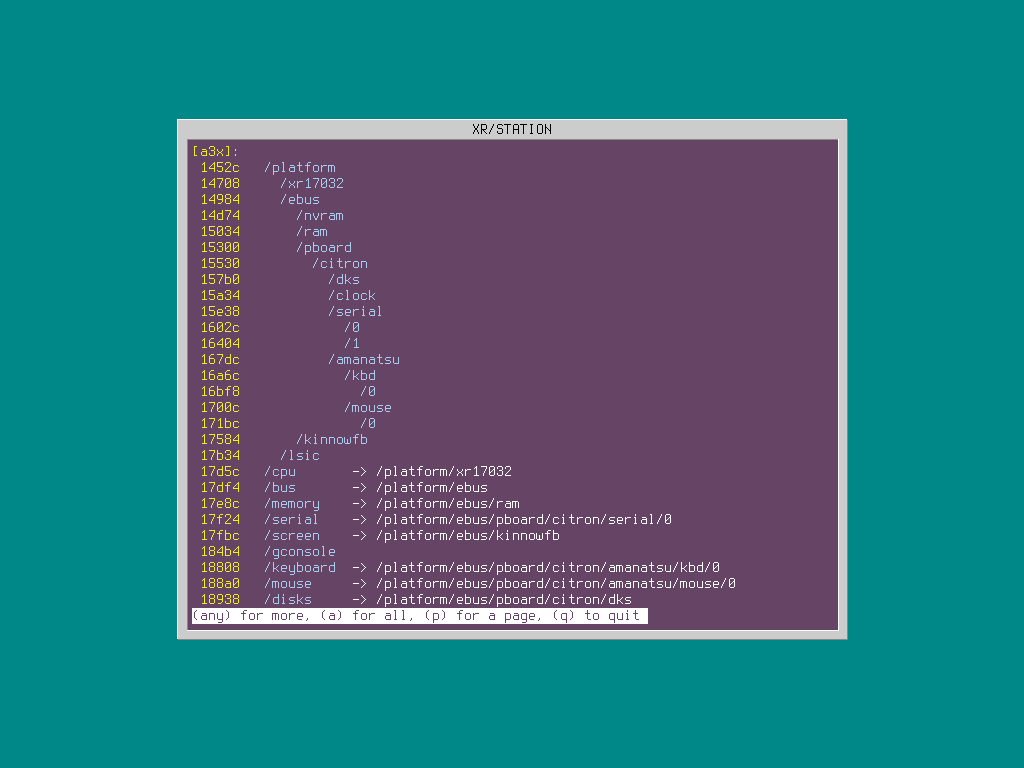 XR/STATION
[a3x]:
1452c /platform
14708 /xr17032
14984 /ebus
14d74 /nvram
15034 /ram
15300 /pboard
15530 /citron
157b0 /dks
15a34 /clock
15e38 /serial
1602c /0
16404 /1
167dc /amanatsu
16a6c /kbd
16bf8 /0
1700c /mouse
171bc /0
17584 /kinnowfb
17b34 /lsic
17d5c /cpu -> /platform/xr17032
17df4 /bus -> /platform/ebus
17e8c /memory -> /platform/ebus/ram
17f24 /serial -> /platform/ebus/pboard/citron/serial/0
17fbc /screen -> /platform/ebus/kinnowfb
184b4 /gconsole
18808 /keyboard -> /platform/ebus/pboard/citron/amanatsu/kbd/0
188a0 /mouse -> /platform/ebus/pboard/citron/amanatsu/mouse/0
18938 /disks -> /platform/ebus/pboard/citron/dks
(any) for more, (a) for all, (p) for a page, (q) to quit